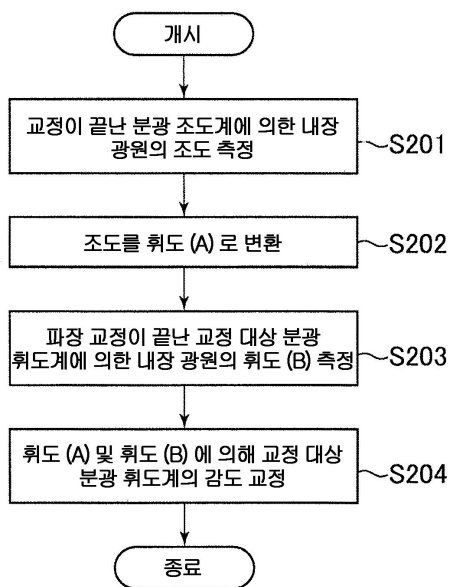 개시
교정이 끝난 분광 조도계에 의한 내장
광원의 조도 측정
S201
조도를 휘도 (A) 로 변환
S202
파장 교정이 끝난 교정 대상 분광
휘도계에 의한 내장 광원의 휘도 (B) 측정
S203
휘도 (A) 및 휘도 (B) 에 의해 교정 대상
분광 휘도계의 감도 교정
S204
종료